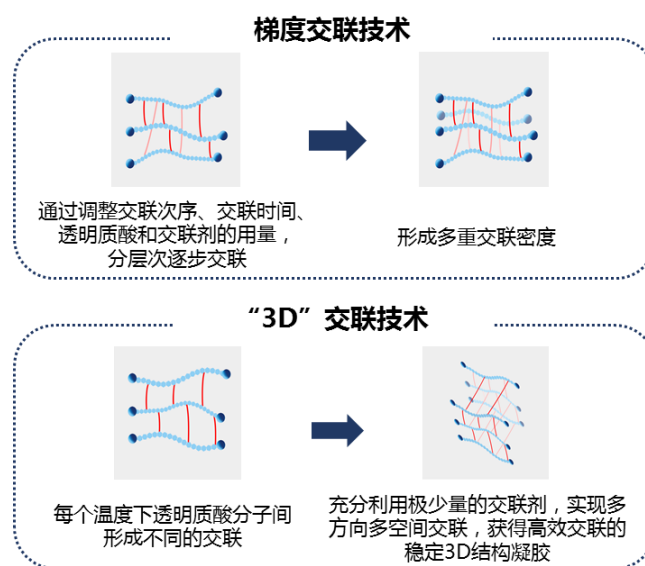 梯度交联技术
通过调整交联次序、交联时间、
透明质酸和交联剂的用量，
分层次逐步交联
形成多重交联密度
“3D”交联技术
每个温度下透明质酸分子间
形成不同的交联
充分利用极少量的交联剂，实现多
方向多空间交联，获得高效交联的
稳定3D结构凝胶